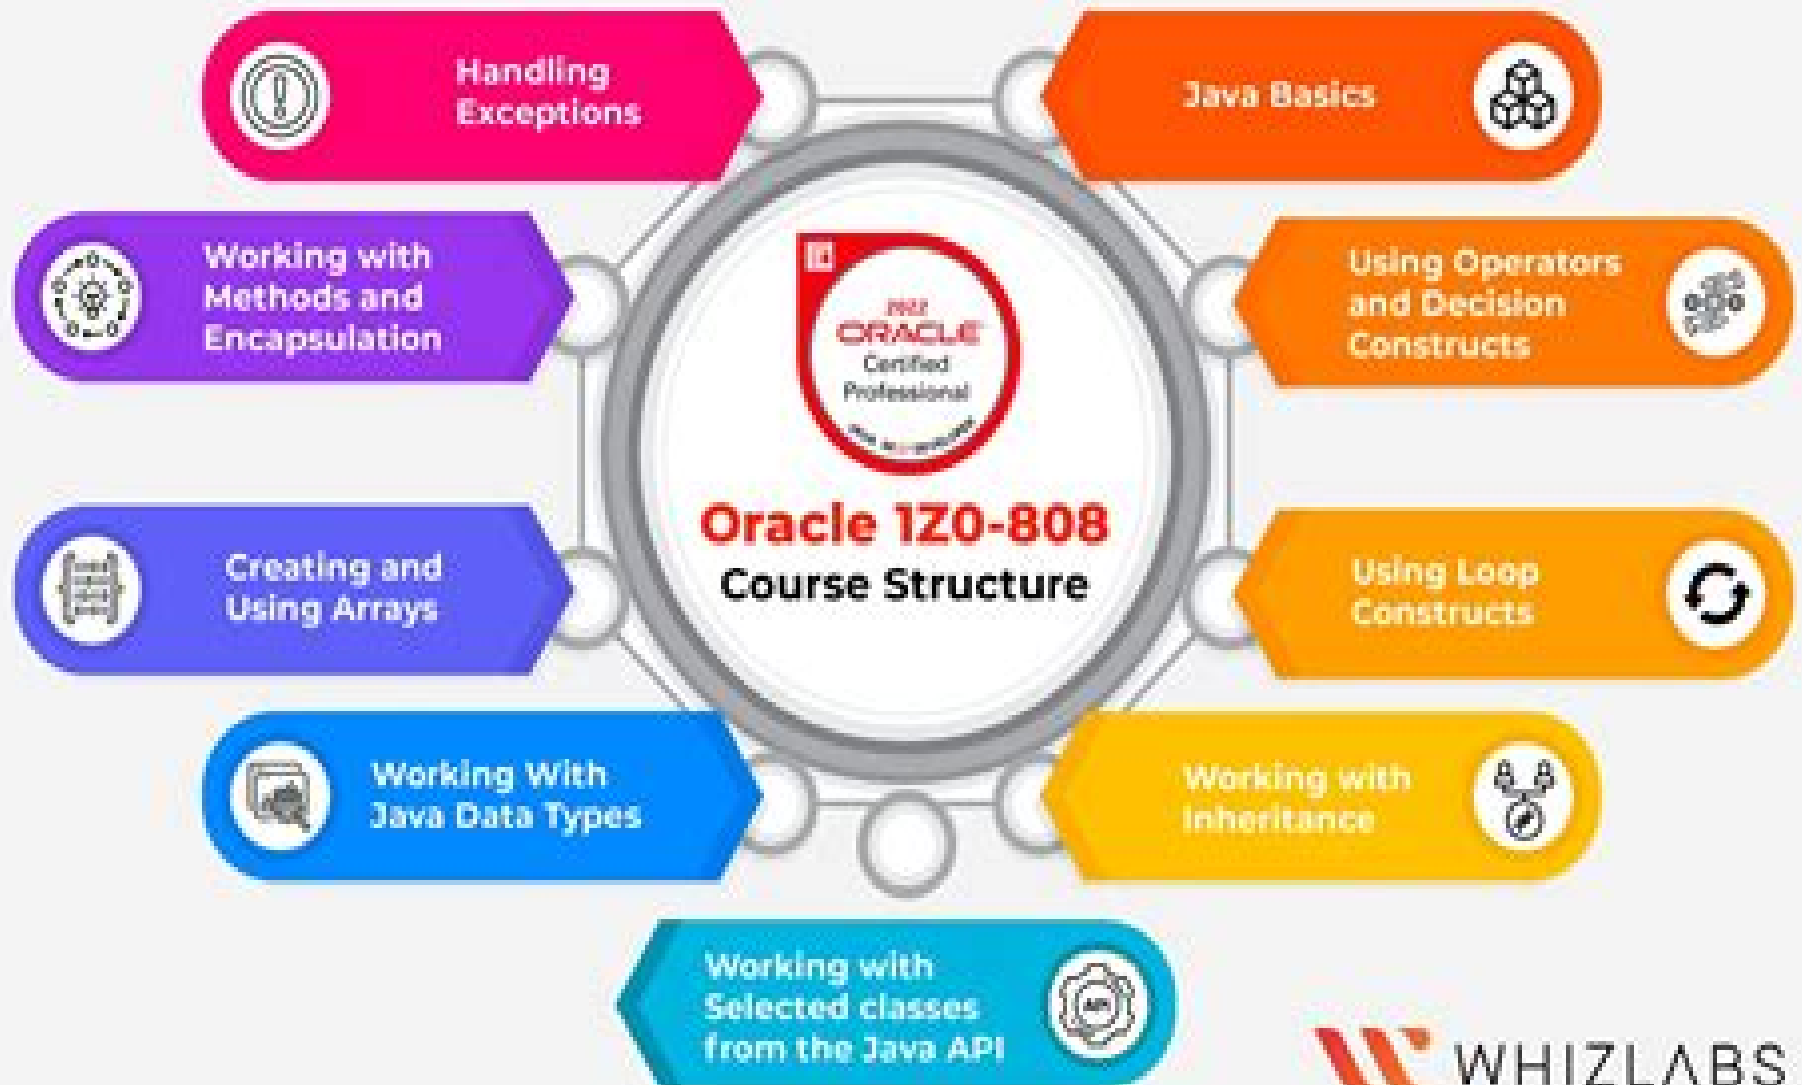 Handling
Exceptions
Java Basics
Working with
Methods and
Encapsulation
Using Operators
and Decision
Constructs
2022
ORACLE
Certified
Professional
Oracle 1Z0-808
Course Structure
Creating and
Using Arrays
Using Loop
Constructs
Working With
Java Data Types
Working with
Inheritance
Working with
Selected classes
from the Java API
API
WHIZLABS